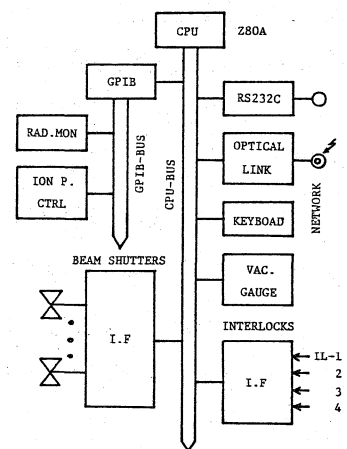 CPU
Z80A
GPIB
RS232C
RAD.MON
OPTICAL
LINK
ION P.
CTRL
GPIB-BUS
CPU-BUS
NETWORK
KEYBOAD
BEAM SHUTTERS
VAC.
GAUGE
INTERLOCKS
I.F
I.F
IL-1
2
3
4